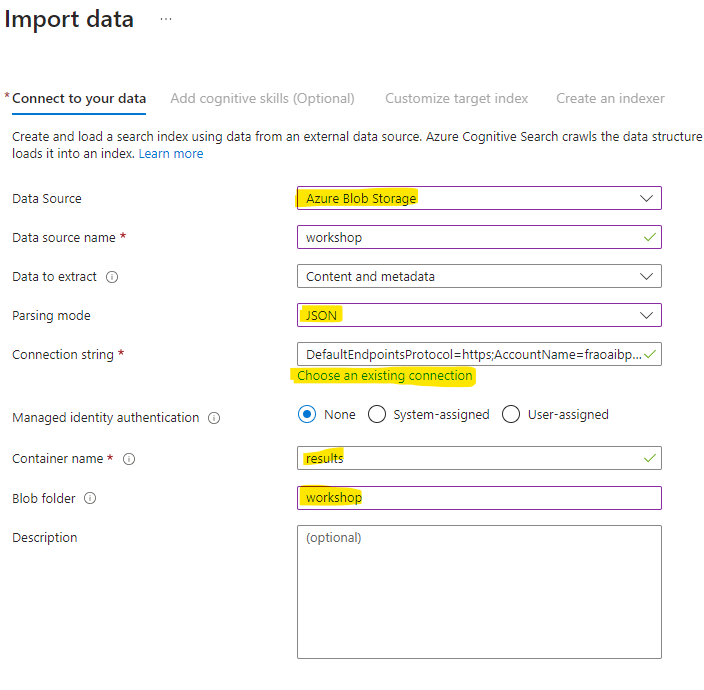 Import data ...
* Connect to your data Add cognitive skills (Optional) Customize target index Create an indexer
Create and load a search index using data from an external data source. Azure Cognitive Search crawls the data structure
loads it into an index. Learn more
Data Source Azure Blob Storage
Data source name * workshop
Data to extract Content and metadata
Parsing mode JSON
Connection string * DefaultEndpointsProtocol=https;AccountName=fraoaibp...
Choose an existing connection
Managed identity authentication None System-assigned User-assigned
Container name * results
Blob folder workshop
Description (optional)